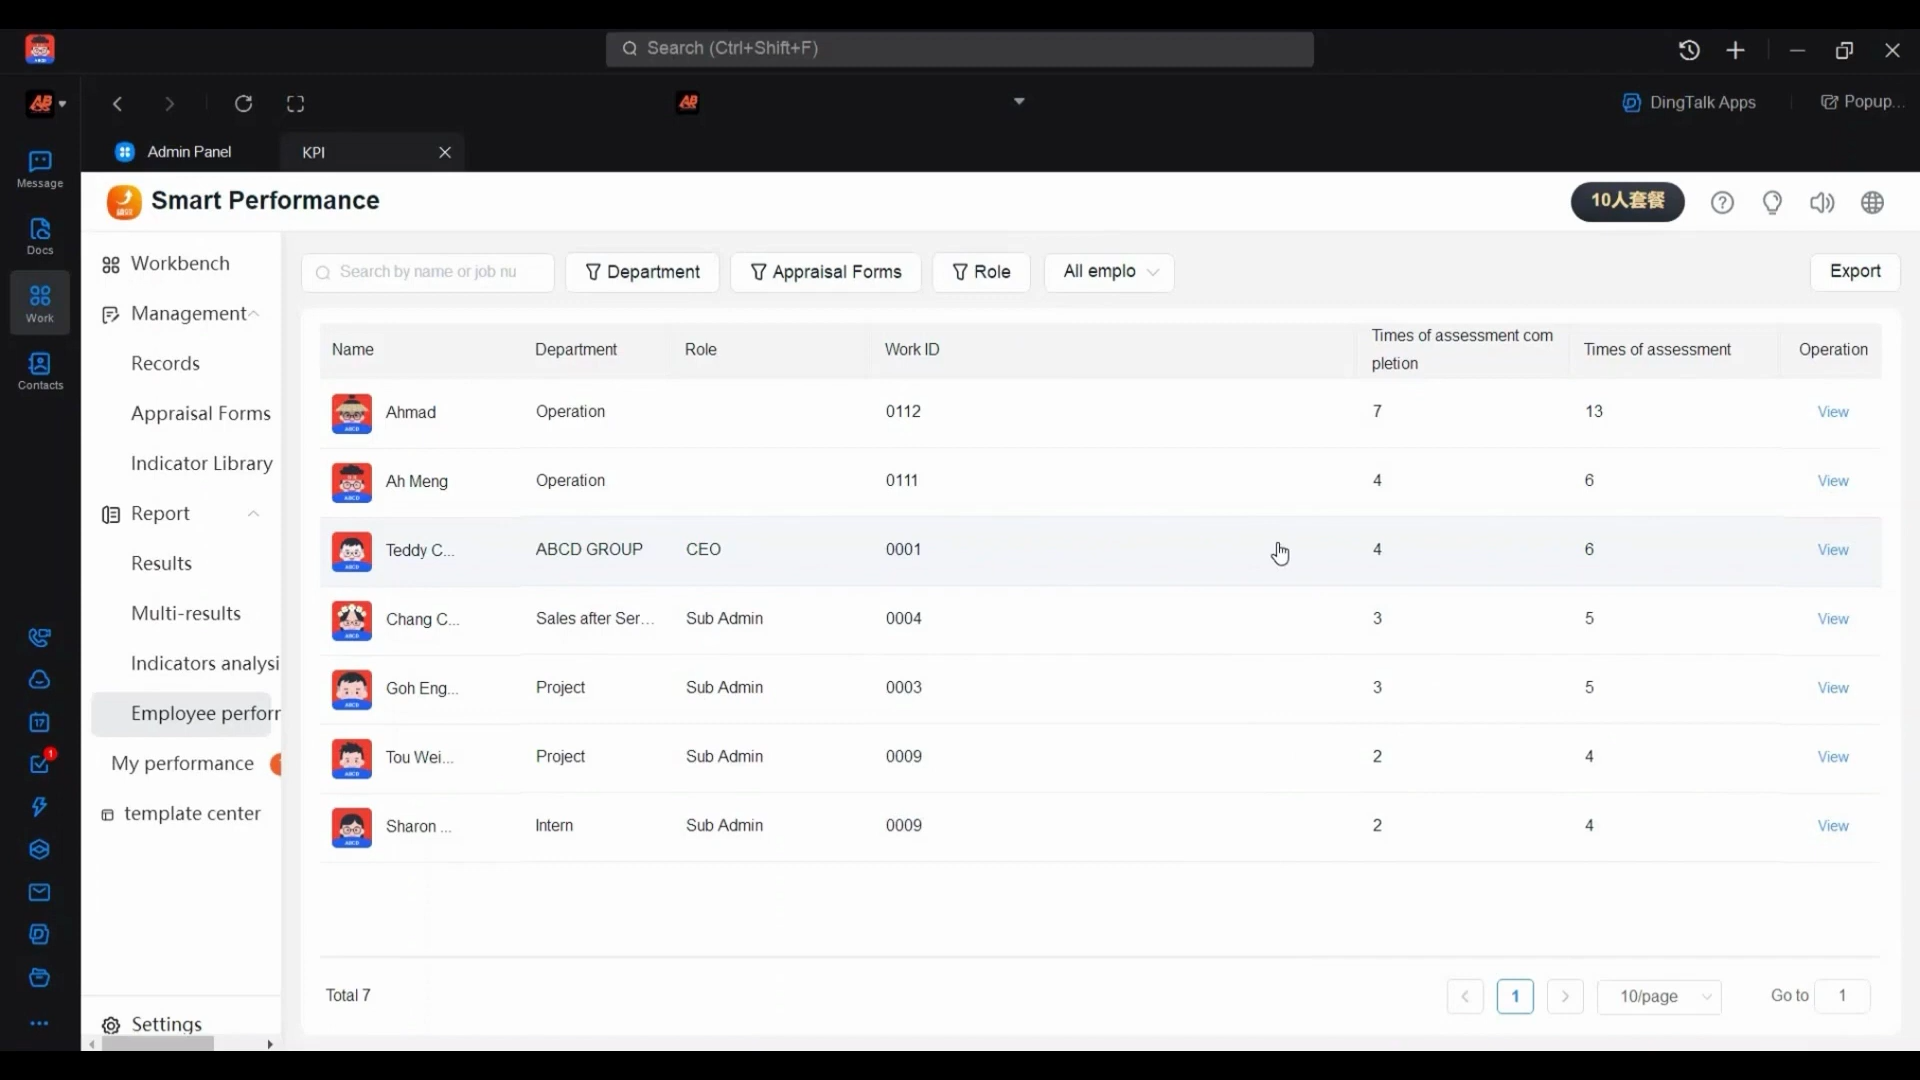 Search (Ctrl+Shift+F)
DingTalk Apps
Popup...
Admin Panel
KPI
Message
Docs
Work
Contacts
17
1
Smart Performance
10人套餐
Workbench
Management
Records
Appraisal Forms
Indicator Library
Report
Results
Multi-results
Indicators analysi
Employee perforr
My performance
template center
Settings
Search by name or job nu
Department
Appraisal Forms
Role
All emplo
Export
Name Department Role Work ID Times of assessment com Times of assessment Operation
pletion
Ahmad Operation 0112 7 13 View
Ah Meng Operation 0111 4 6 View
Teddy C... ABCD GROUP CEO 0001 4 6 View
Chang C... Sales after Ser... Sub Admin 0004 3 5 View
Goh Eng... Project Sub Admin 0003 3 5 View
Tou Wei... Project Sub Admin 0009 2 4 View
Sharon ... Intern Sub Admin 0009 2 4 View
Total 7
1
10/page
Go to 1